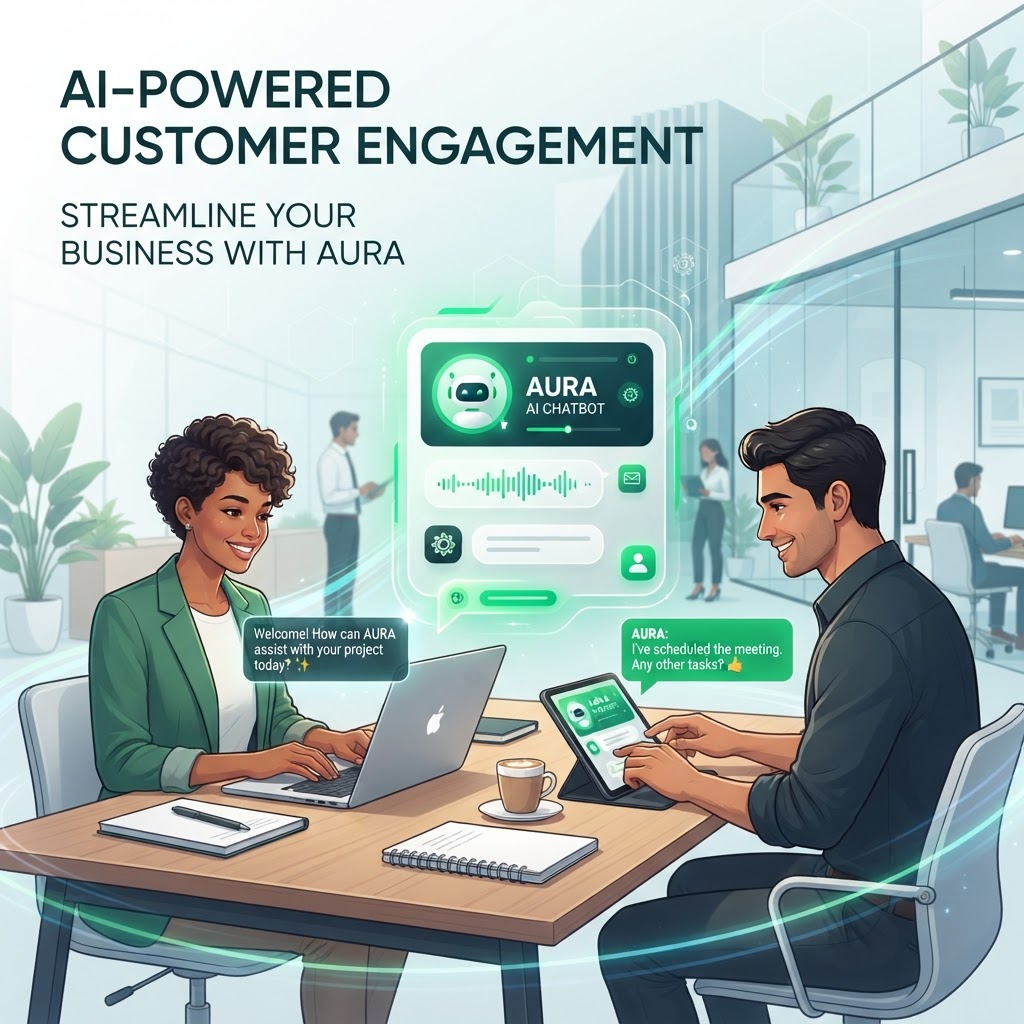 AI-POWERED
CUSTOMER ENGAGEMENT
STREAMLINE YOUR
BUSINESS WITH AURA
AURA
AI CHATBOT
Welcome! How can AURA
assist with your project
today? ✨
AURA:
I've scheduled the meeting.
Any other tasks? 👍